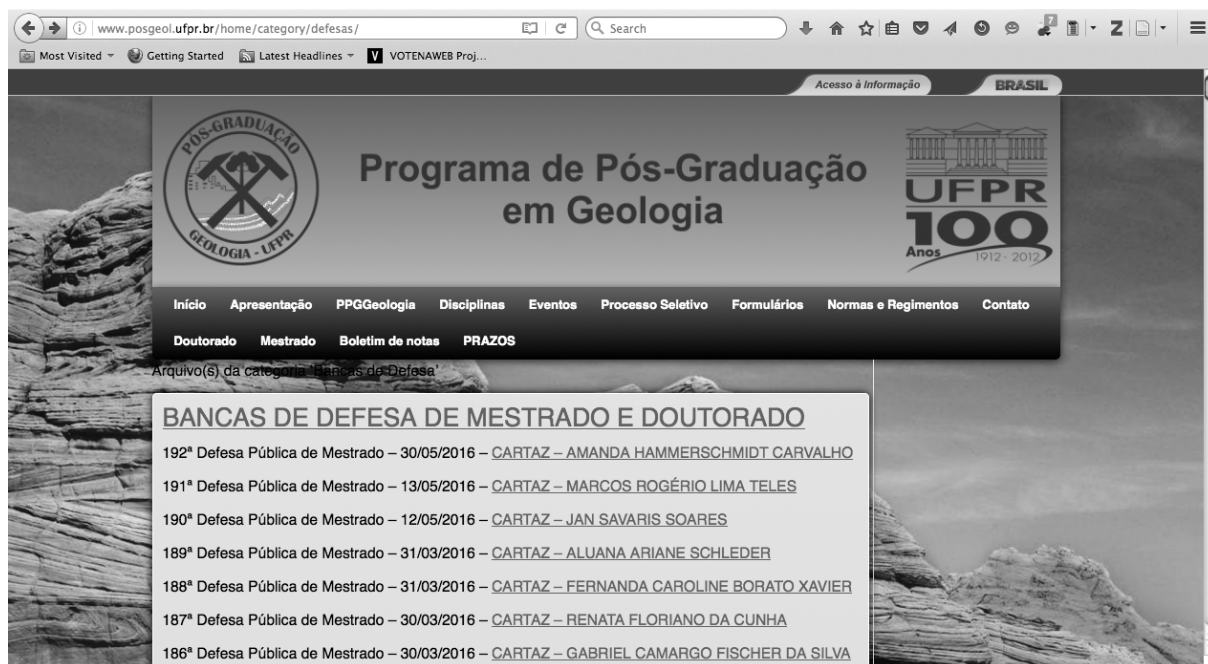 www.posgeol.ufpr.br/home/category/defesas/
Search
7
Z
Most Visited
Getting Started
Latest Headlines
V VOTENAWEB Proj...
Acesso à Informação
BRASIL
PÓS-GRADUAÇÃO
GEOLOGIA - UFPR
Programa de Pós-Graduação
em Geologia
UFPR
100
Anos
1912 - 2012
Início Apresentação PPGGeologia Disciplinas Eventos Processo Seletivo Formulários Normas e Regimentos Contato
Doutorado Mestrado Boletim de notas PRAZOS
Arquivo(s) da categoria 'Bancas de Defesa'
BANCAS DE DEFESA DE MESTRADO E DOUTORADO
192ª Defesa Pública de Mestrado – 30/05/2016 – CARTAZ – AMANDA HAMMERSCHMIDT CARVALHO
191ª Defesa Pública de Mestrado – 13/05/2016 – CARTAZ – MARCOS ROGÉRIO LIMA TELES
190ª Defesa Pública de Mestrado – 12/05/2016 – CARTAZ – JAN SAVARIS SOARES
189ª Defesa Pública de Mestrado – 31/03/2016 – CARTAZ – ALUANA ARIANE SCHLEDER
188ª Defesa Pública de Mestrado – 31/03/2016 – CARTAZ – FERNANDA CAROLINE BORATO XAVIER
187ª Defesa Pública de Mestrado – 30/03/2016 – CARTAZ – RENATA FLORIANO DA CUNHA
186ª Defesa Pública de Mestrado – 30/03/2016 – CARTAZ – GABRIEL CAMARGO FISCHER DA SILVA